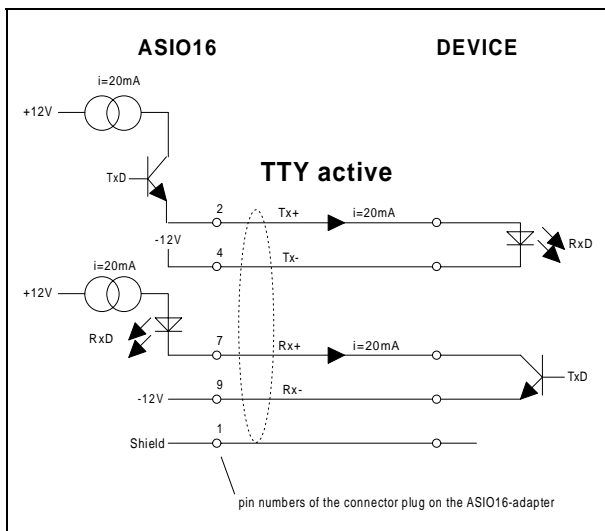 ASIO16 DEVICE
i=20mA
+12V
TxD
TTY active
2 Tx+ i=20mA
-12V
RxD
4 Tx-
i=20mA
+12V
RxD
7 Rx+ i=20mA
TxD
9
-12V Rx-
1
Shield
pin numbers of the connector plug on the ASIO16-adapter